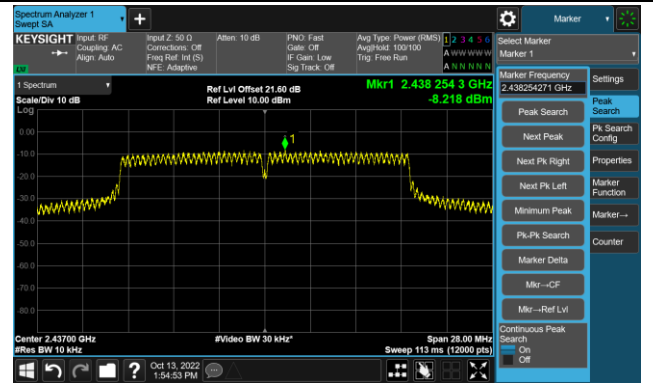 Spectrum Analyzer 1
Swept SA
+
Marker
KEYSIGHT
Input: RF
Coupling: AC
Align: Auto
Input Z: 50 Ω
Corrections: Off
Freq Ref: Int (S)
NFE: Adaptive
Atten: 10 dB
PNO: Fast
Gate: Off
IF Gain: Low
Sig Track: Off
Avg Type: Power (RMS)
Avg|Hold: 100/100
Trig: Free Run
1 2 3 4 5 6
A W W W W W
A N N N N N
Select Marker
Marker 1
1 Spectrum
Scale/Div 10 dB
Log
Ref Lvl Offset 21.60 dB
Ref Level 10.00 dBm
Mkr1 2.438 254 3 GHz
-8.218 dBm
1
0.00
-10.0
-20.0
-30.0
-40.0
-50.0
-60.0
-70.0
-80.0
Center 2.43700 GHz
#Res BW 10 kHz
#Video BW 30 kHz*
Span 28.00 MHz
Sweep 113 ms (12000 pts)
Marker Frequency
2.438254271 GHz
Peak Search
Next Peak
Next Pk Right
Next Pk Left
Minimum Peak
Pk-Pk Search
Marker Delta
Mkr→CF
Mkr→Ref Lvl
Continuous Peak
Search
On
Off
Settings
Peak
Search
Pk Search
Config
Properties
Marker
Function
Marker→
Counter
?
Oct 13, 2022
1:54:53 PM